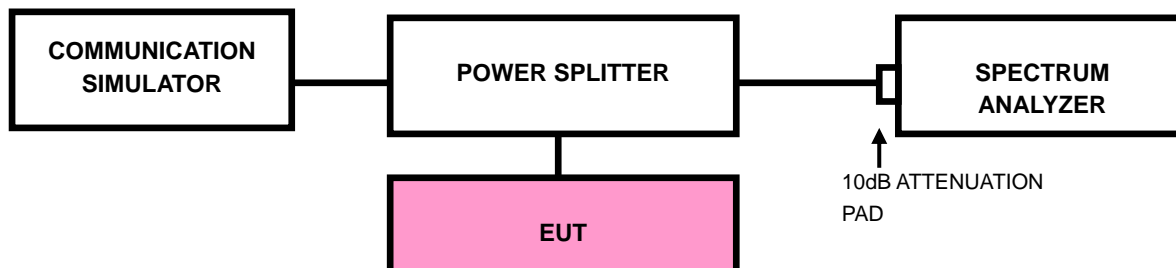 COMMUNICATION
SIMULATOR
POWER SPLITTER
SPECTRUM
ANALYZER
10dB ATTENUATION
PAD
EUT